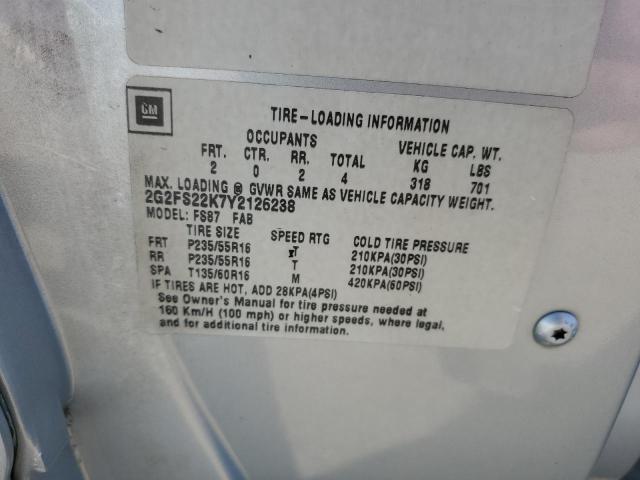 GM
TIRE-LOADING INFORMATION
OCCUPANTS VEHICLE CAP. WT.
FRT. CTR. RR. TOTAL KG LBS
2 0 2 4 318 701
MAX. LOADING @ GVWR SAME AS VEHICLE CAPACITY WEIGHT.
2G2FS22K7Y2126238
MODEL: FS87 FAB
TIRE SIZE SPEED RTG COLD TIRE PRESSURE
FRT P235/55R16 T 210KPA(30PSI)
RR P235/55R16 T 210KPA(30PSI)
SPA T135/60R16 M 420KPA(60PSI)
IF TIRES ARE HOT, ADD 28KPA(4PSI)
See Owner's Manual for tire pressure needed at
160 Km/H (100 mph) or higher speeds, where legal,
and for additional tire information.